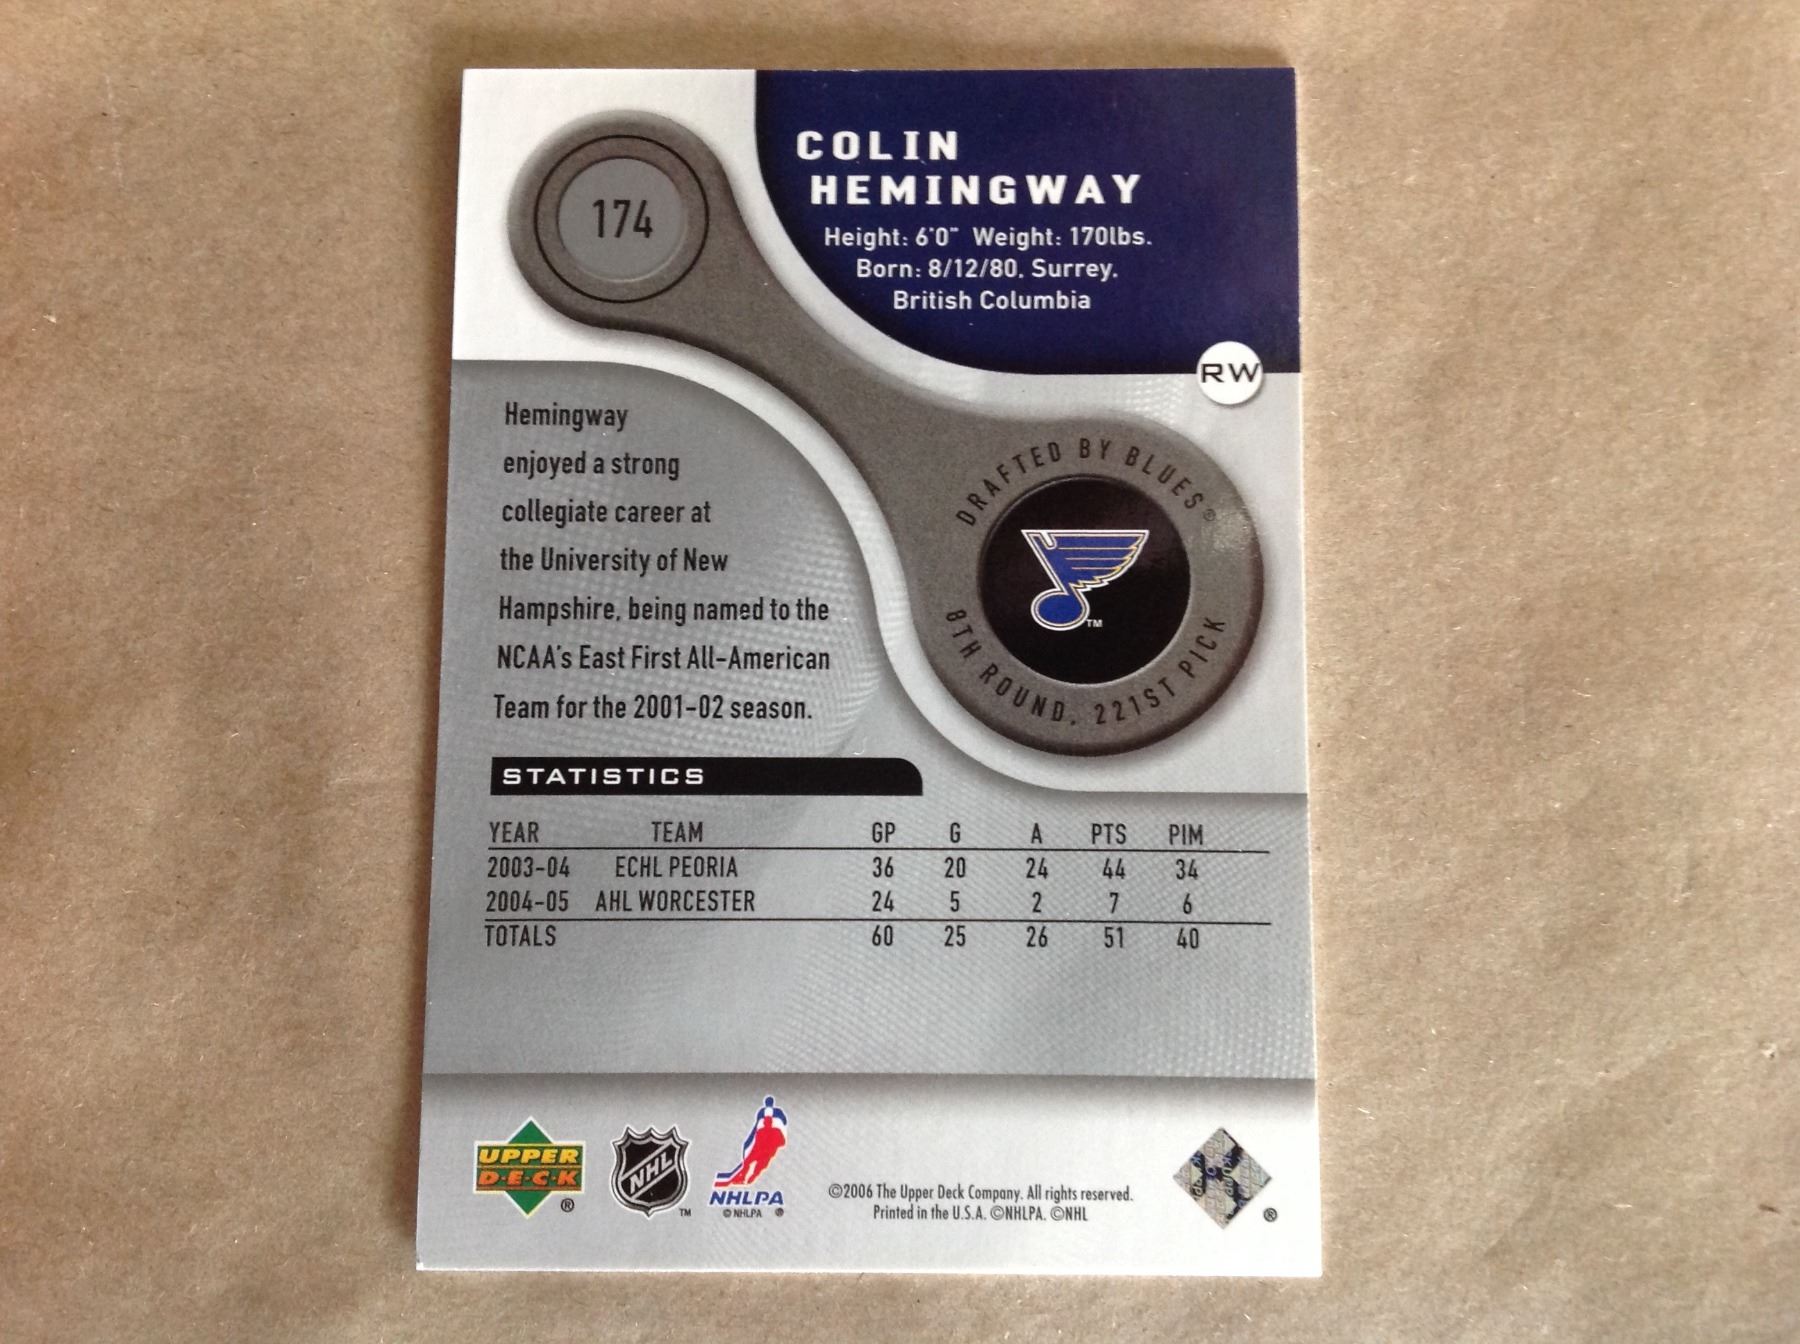 174
COLIN
HEMINGWAY
Height: 6'0" Weight: 170lbs.
Born: 8/12/80, Surrey,
British Columbia
RW
Hemingway
enjoyed a strong
collegiate career at
the University of New
Hampshire, being named to the
NCAA's East First All-American
Team for the 2001-02 season.
DRAFTED BY BLUES®
8TH ROUND, 221ST PICK
TM
STATISTICS
YEAR TEAM GP G A PTS PIM
2003-04 ECHL PEORIA 36 20 24 44 34
2004-05 AHL WORCESTER 24 5 2 7 6
TOTALS 60 25 26 51 40
UPPER
D·E·C·K
®
NHL
TM
NHLPA
© NHLPA ®
©2006 The Upper Deck Company. All rights reserved.
Printed in the U.S.A. ©NHLPA. ©NHL
®